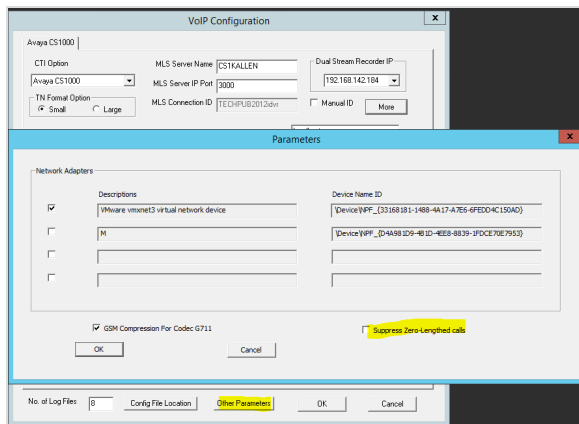 VoIP Configuration
x
Avaya CS1000
CTI Option
Avaya CS1000
TN Format Option
Small
Large
MLS Server Name
CS1KALLEN
MLS Server IP Port
3000
MLS Connection ID
TECHPUB2012idvr
Dual Stream Recorder IP
192.168.142.184
Manual ID
More
Parameters
x
Network Adapters
Descriptions
Device Name ID
VMware vmxnet3 virtual network device
\Device\NPF_{33168181-1488-4A17-A7E6-6FEDD4C150AD}
M
\Device\NPF_{D4A981D9-4B1D-4EE8-8839-1FDCE70E7953}
GSM Compression For Codec G711
Suppress Zero-Lengthed calls
OK
Cancel
No. of Log Files
8
Config File Location
Other Parameters
OK
Cancel